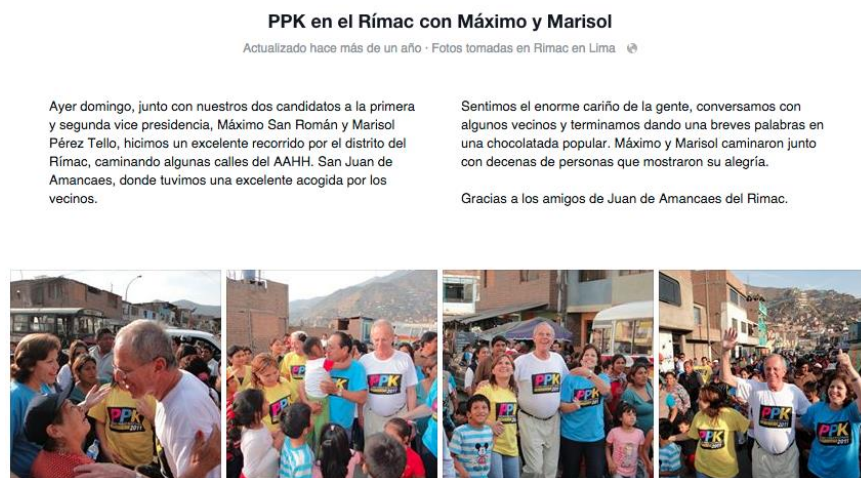 PPK en el Rímac con Máximo y Marisol
Actualizado hace más de un año · Fotos tomadas en Rimac en Lima
Ayer domingo, junto con nuestros dos candidatos a la primera
y segunda vice presidencia, Máximo San Román y Marisol
Pérez Tello, hicimos un excelente recorrido por el distrito del
Rímac, caminando algunas calles del AAHH. San Juan de
Amancaes, donde tuvimos una excelente acogida por los
vecinos.
Sentimos el enorme cariño de la gente, conversamos con
algunos vecinos y terminamos dando una breves palabras en
una chocolatada popular. Máximo y Marisol caminaron junto
con decenas de personas que mostraron su alegría.
Gracias a los amigos de Juan de Amancaes del Rimac.
PPK
2011
PPK
PPK
PPK
2011
PPK
2011
PPK